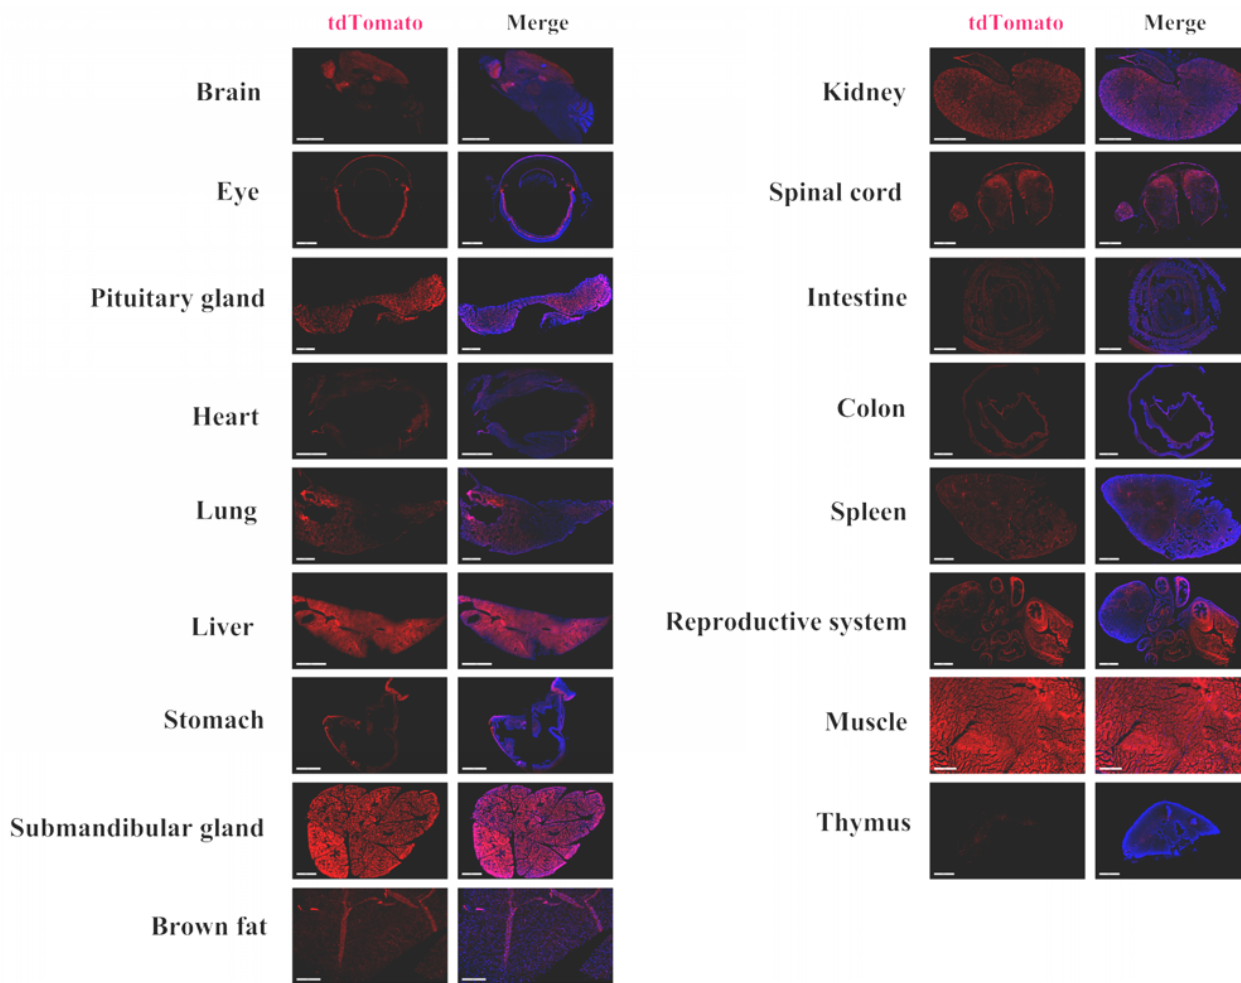 tdTomato Merge
Brain
Eye
Pituitary gland
Heart
Lung
Liver
Stomach
Submandibular gland
Brown fat
tdTomato Merge
Kidney
Spinal cord
Intestine
Colon
Spleen
Reproductive system
Muscle
Thymus